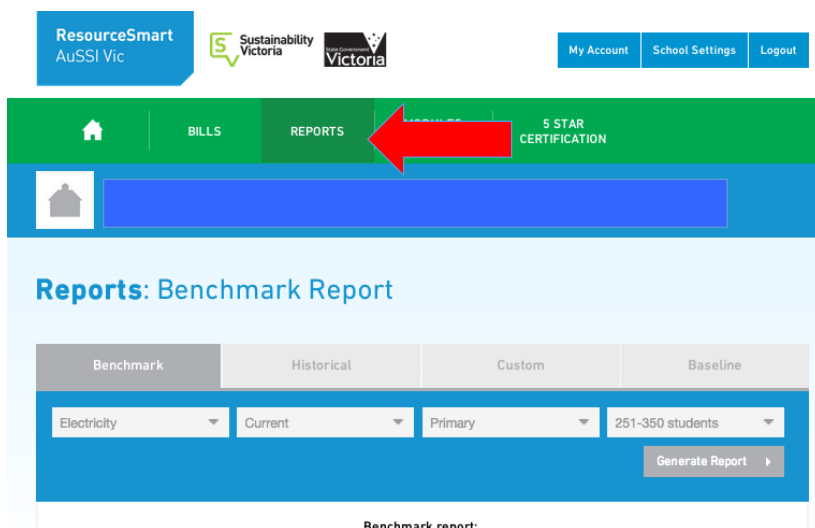 ResourceSmart
AuSSI Vic
Sustainability
Victoria
Victoria
My Account School Settings Logout
BILLS REPORTS 5 STAR
CERTIFICATION
Reports: Benchmark Report
Benchmark Historical Custom Baseline
Electricity Current Primary 251-350 students
Generate Report
Benchmark report: